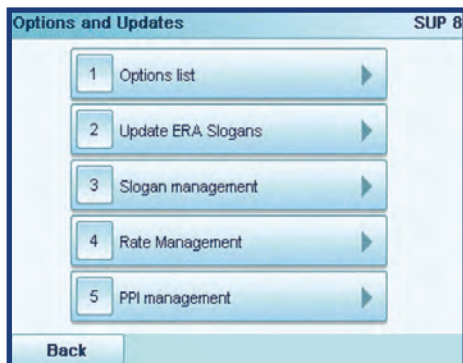 Options and Updates SUP 8
1 Options list
2 Update ERA Slogans
3 Slogan management
4 Rate Management
5 PPI management
Back